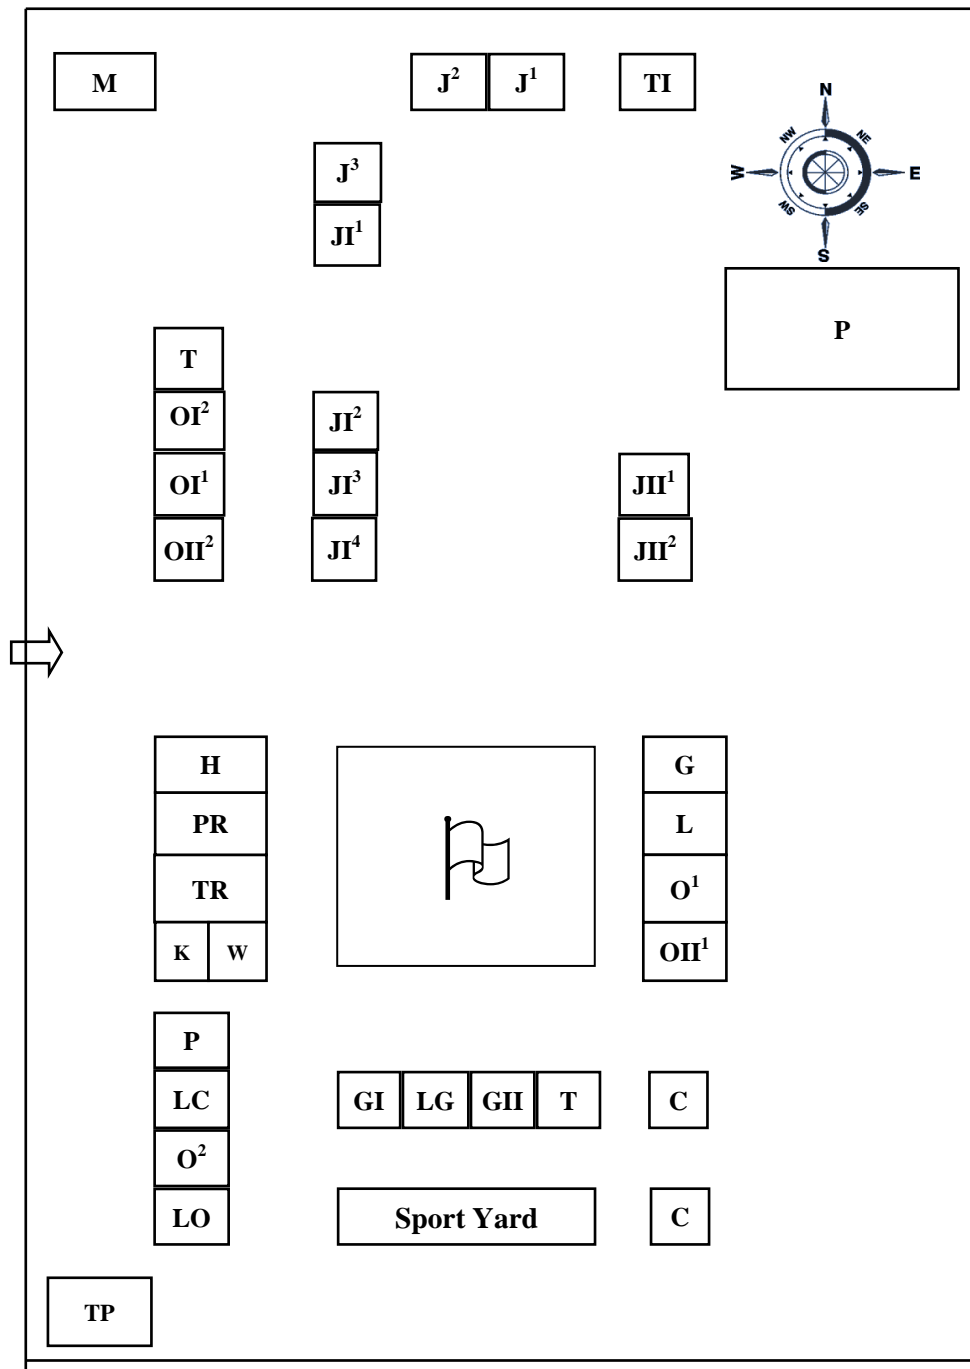 M J² J¹ TI
N
NW NE
W E
SW SE
S
J³
JI¹
P
T
OI² JI²
OI¹ JI³ JII¹
OII² JI⁴ JII²
H G
PR L
TR O¹
K W OII¹
P
LC GI LG GII T C
O²
LO Sport Yard C
TP